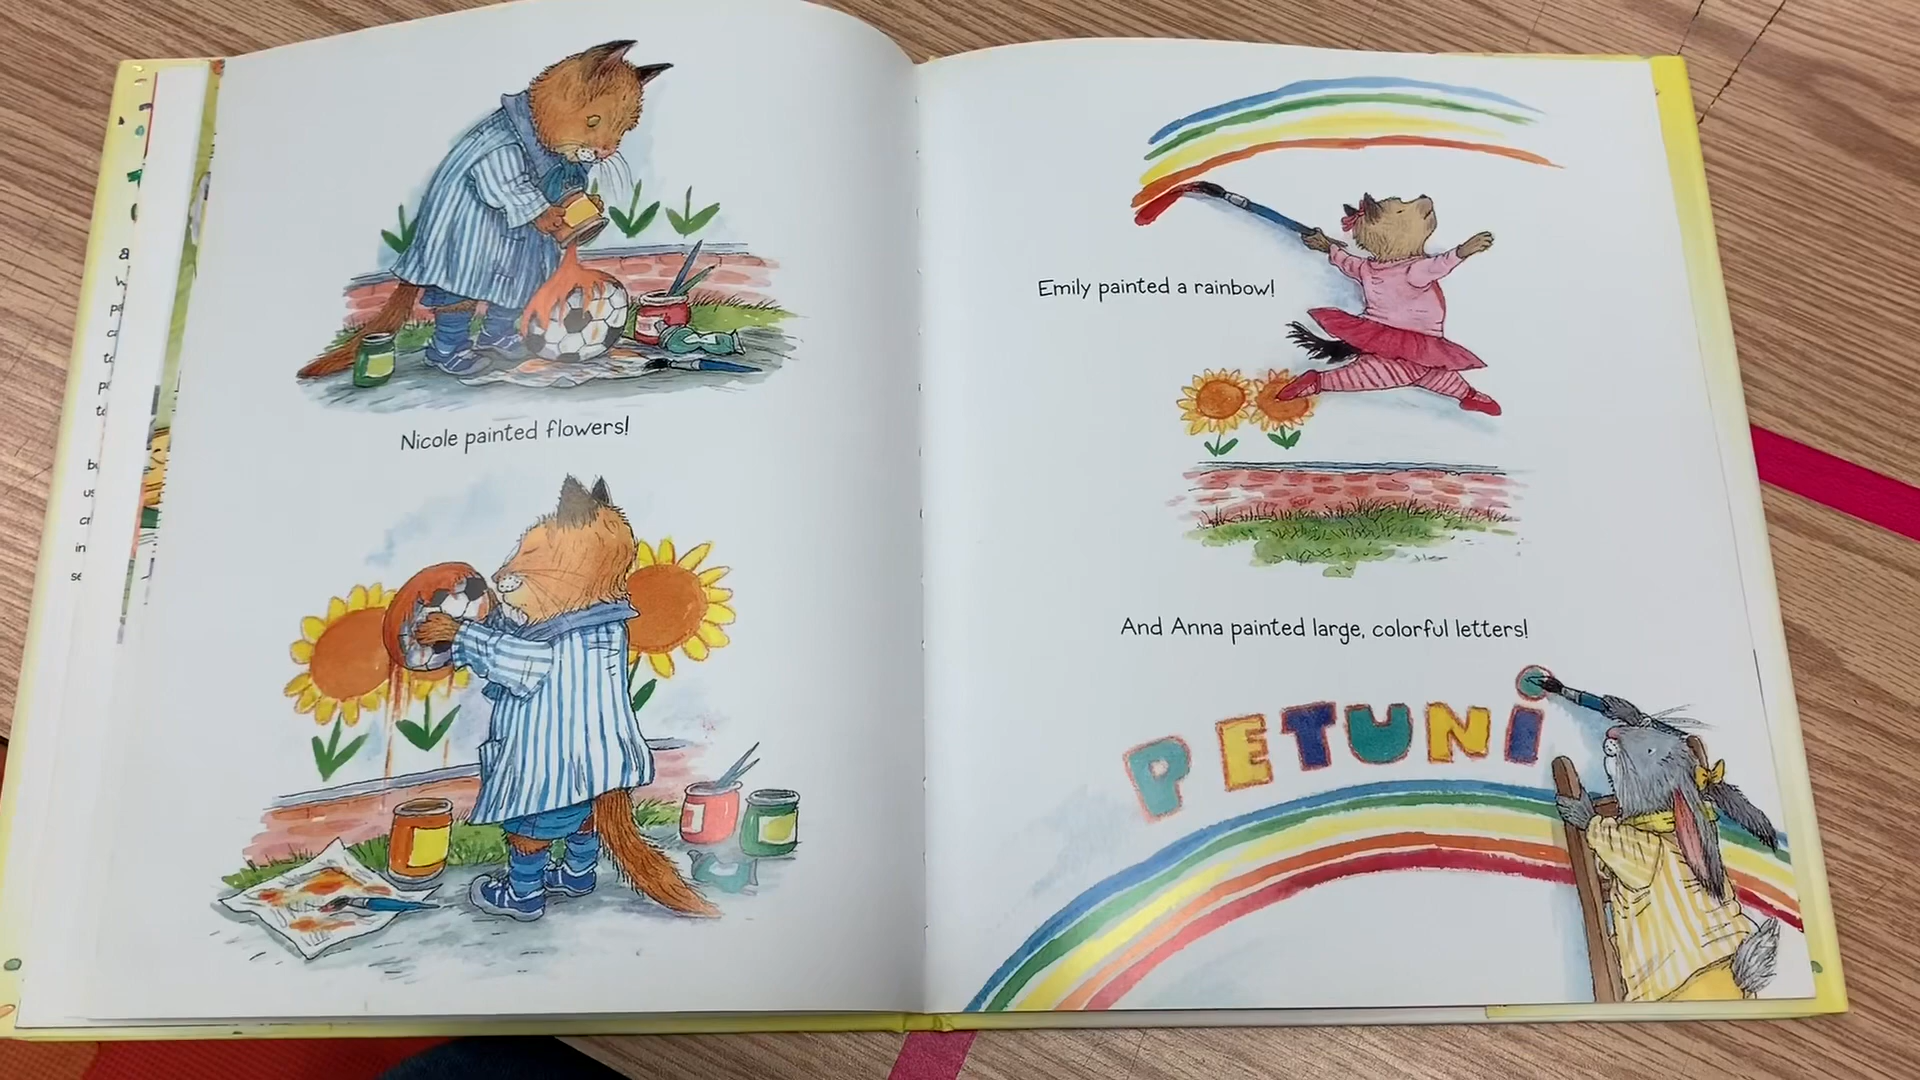 Nicole painted flowers!
Emily painted a rainbow!
And Anna painted large, colorful letters!
PETUNI